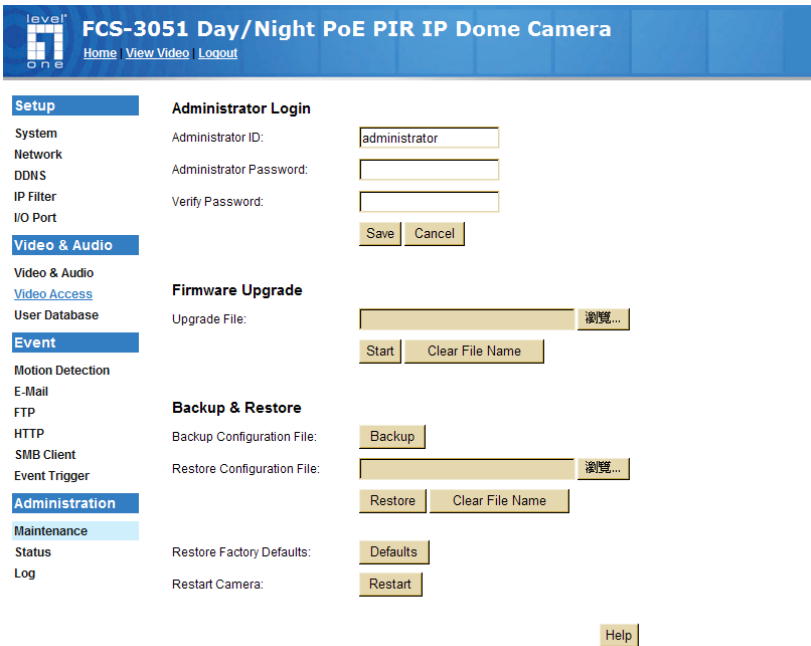 level
one
FCS-3051 Day/Night PoE PIR IP Dome Camera
Home | View Video | Logout
Setup
System
Network
DDNS
IP Filter
I/O Port
Video & Audio
Video & Audio
Video Access
User Database
Event
Motion Detection
E-Mail
FTP
HTTP
SMB Client
Event Trigger
Administration
Maintenance
Status
Log
Administrator Login
Administrator ID: administrator
Administrator Password:
Verify Password:
Save Cancel
Firmware Upgrade
Upgrade File: 瀏覽...
Start Clear File Name
Backup & Restore
Backup Configuration File: Backup
Restore Configuration File: 瀏覽...
Restore Clear File Name
Restore Factory Defaults: Defaults
Restart Camera: Restart
Help